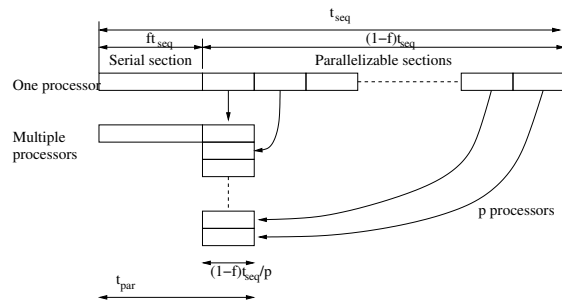 t_seq
ft_seq
(1−f)t_seq
Serial section
Parallelizable sections
One processor
Multiple
processors
p processors
(1−f)t_seq/p
t_par